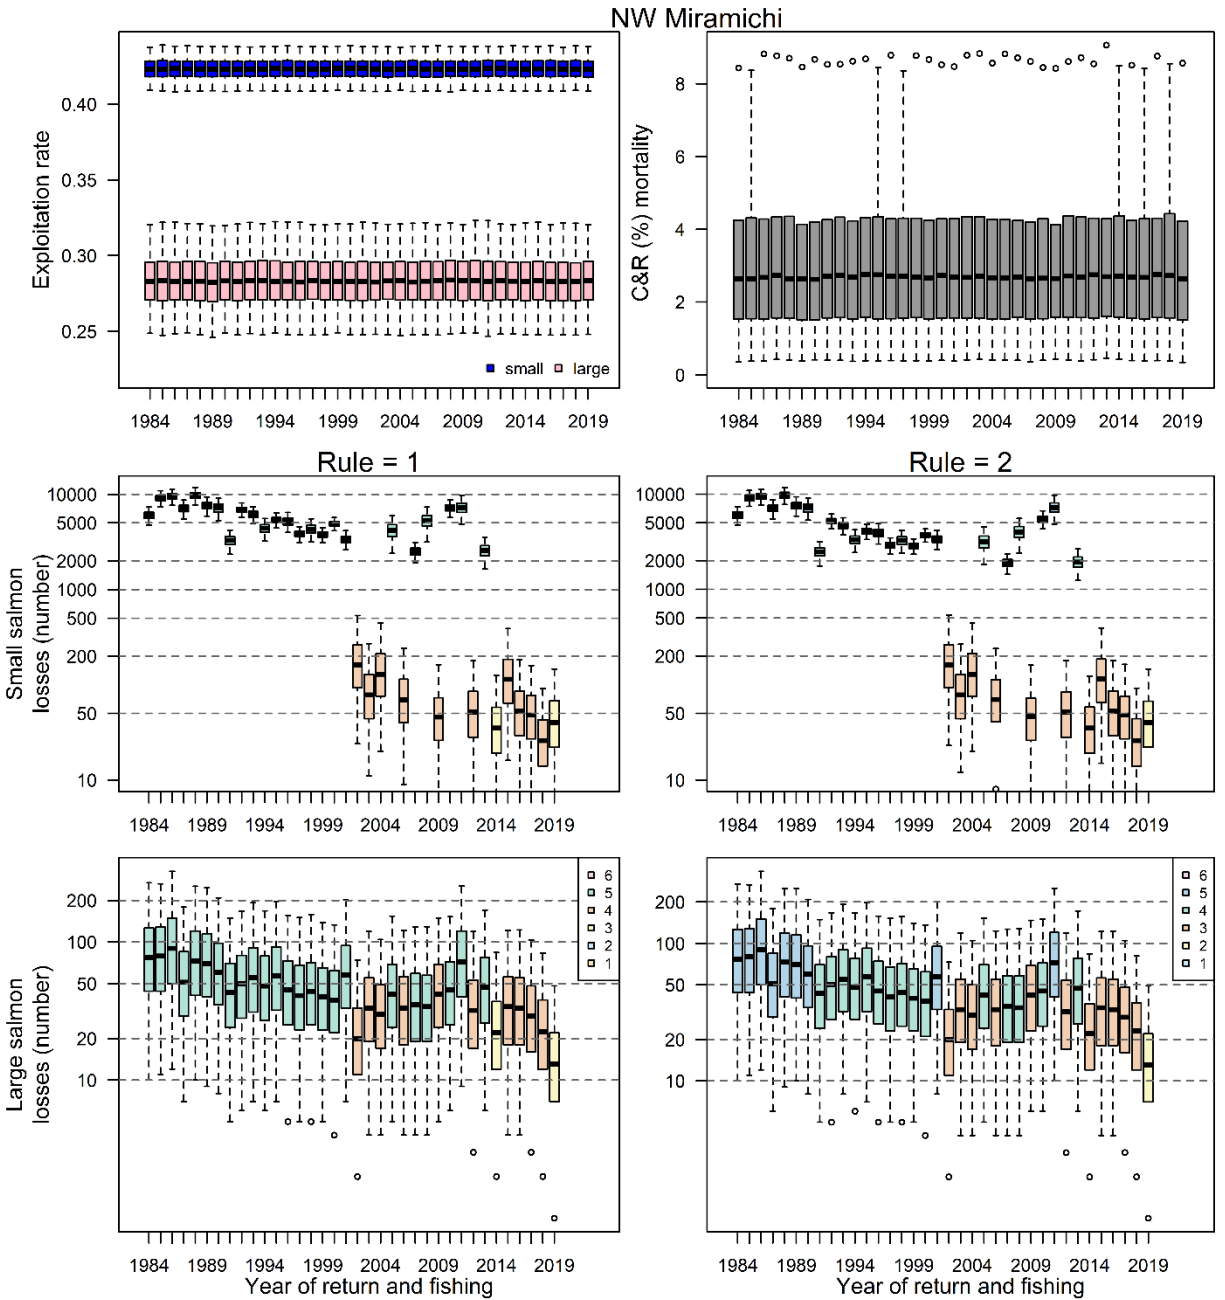 NW Miramichi
Exploitation rate
0.40
0.35
0.30
0.25
small large
1984 1989 1994 1999 2004 2009 2014 2019
C&R (%) mortality
8
6
4
2
0
1984 1989 1994 1999 2004 2009 2014 2019
Rule = 1
Small salmon
losses (number)
10000
5000
2000
1000
500
200
50
10
1984 1989 1994 1999 2004 2009 2014 2019
Rule = 2
10000
5000
2000
1000
500
200
50
10
1984 1989 1994 1999 2004 2009 2014 2019
Large salmon
losses (number)
200
100
50
20
10
6
5
4
3
2
1
1984 1989 1994 1999 2004 2009 2014 2019
Year of return and fishing
200
100
50
20
10
6
5
4
3
2
1
1984 1989 1994 1999 2004 2009 2014 2019
Year of return and fishing